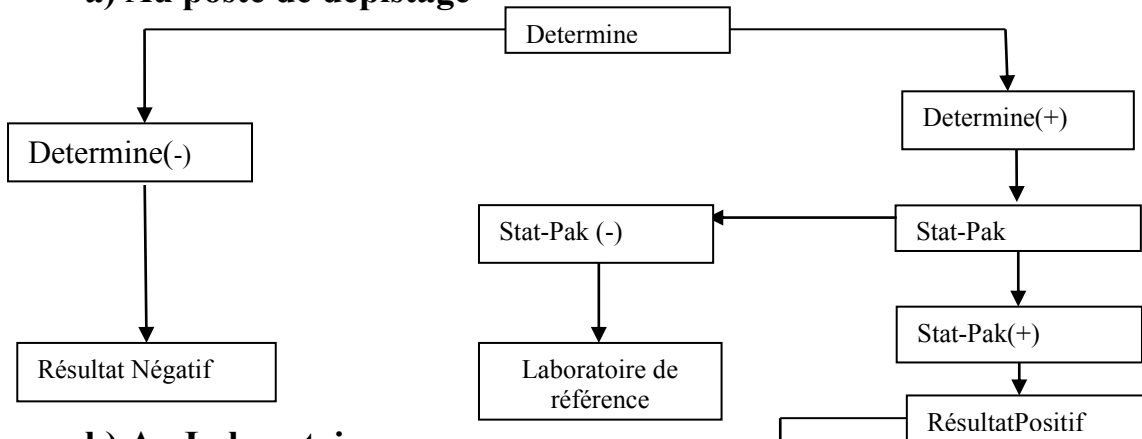 a) Au poste de dépistage
Determine
Determine(+)
Determine(-)
Stat-Pak (-)
Stat-Pak
Stat-Pak(+)
Résultat Négatif
Laboratoire de
référence
RésultatPositif
b) Au Laboratoire